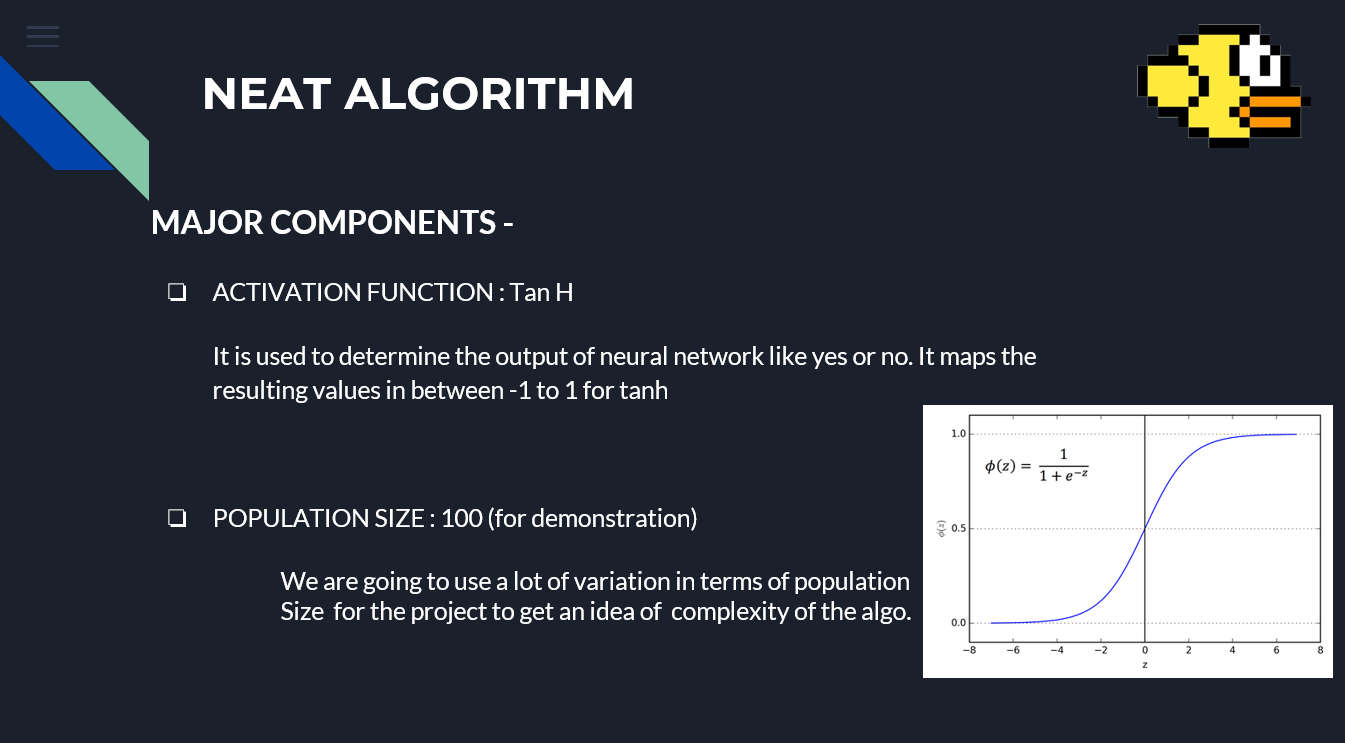 NEAT ALGORITHM
MAJOR COMPONENTS -
❏ ACTIVATION FUNCTION : Tan H
It is used to determine the output of neural network like yes or no. It maps the
resulting values in between -1 to 1 for tanh
❏ POPULATION SIZE : 100 (for demonstration)
We are going to use a lot of variation in terms of population
Size  for the project to get an idea of  complexity of the algo.
1.0
ϕ(z) = 1 / 1 + e^−z
0.5
ϕ(z)
0.0
−8 −6 −4 −2 0 2 4 6 8
z